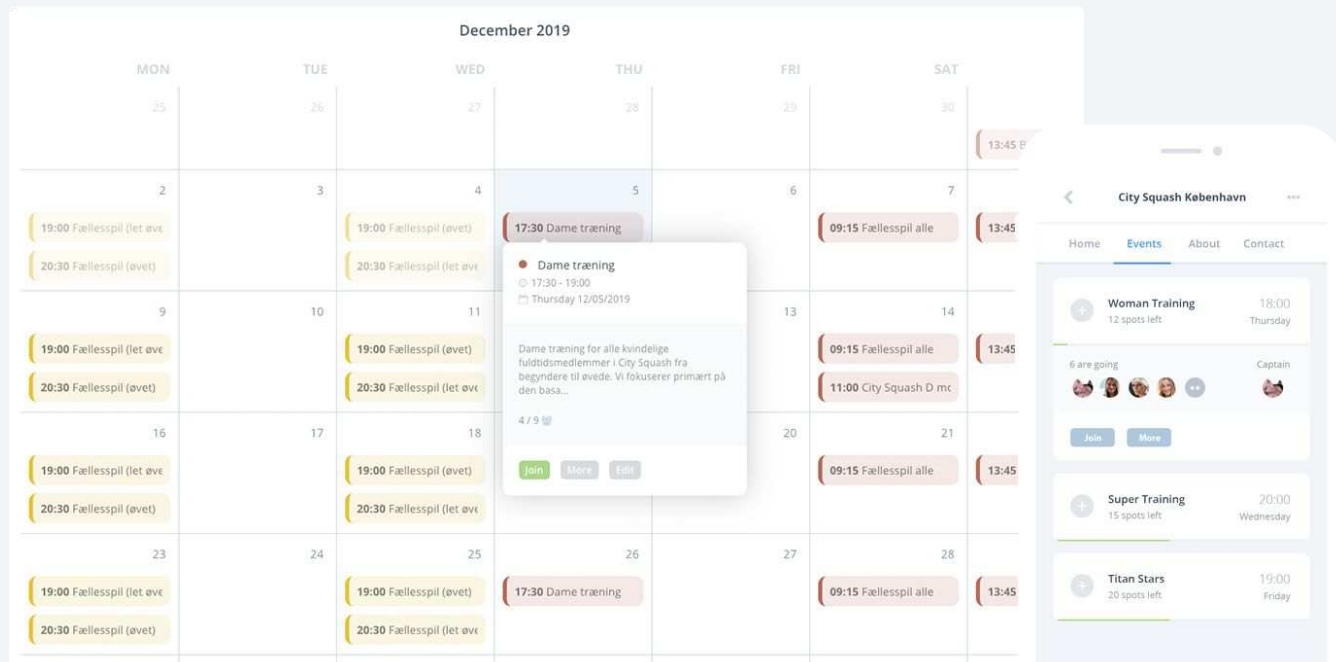 December 2019
MON TUE WED THU FRI SAT
25 26 27 28 29 30
13:45
2 3 4 5 6 7
19:00 Fællesspil (let øve
19:00 Fællesspil (øvet)
17:30 Dame træning
09:15 Fællesspil alle
13:45
20:30 Fællesspil (øvet)
20:30 Fællesspil (let øve
Dame træning
17:30 - 19:00
Thursday 12/05/2019
Dame træning for alle kvindelige
fuldtidsmedlemmer i City Squash fra
begyndere til øvede. Vi fokuserer primært på
den basa...
4 / 9
Join More Edit
9 10 11 13 14
19:00 Fællesspil (let øve
19:00 Fællesspil (øvet)
09:15 Fællesspil alle
13:45
20:30 Fællesspil (øvet)
20:30 Fællesspil (let øve
11:00 City Squash D mo
16 17 18 20 21
19:00 Fællesspil (let øve
19:00 Fællesspil (øvet)
09:15 Fællesspil alle
13:45
20:30 Fællesspil (øvet)
20:30 Fællesspil (let øve
23 24 25 26 27 28
19:00 Fællesspil (let øve
19:00 Fællesspil (øvet)
17:30 Dame træning
09:15 Fællesspil alle
13:45
20:30 Fællesspil (øvet)
20:30 Fællesspil (let øve
City Squash København
Home Events About Contact
Woman Training 18:00
12 spots left Thursday
6 are going Captain
Join More
Super Training 20:00
15 spots left Wednesday
Titan Stars 19:00
20 spots left Friday